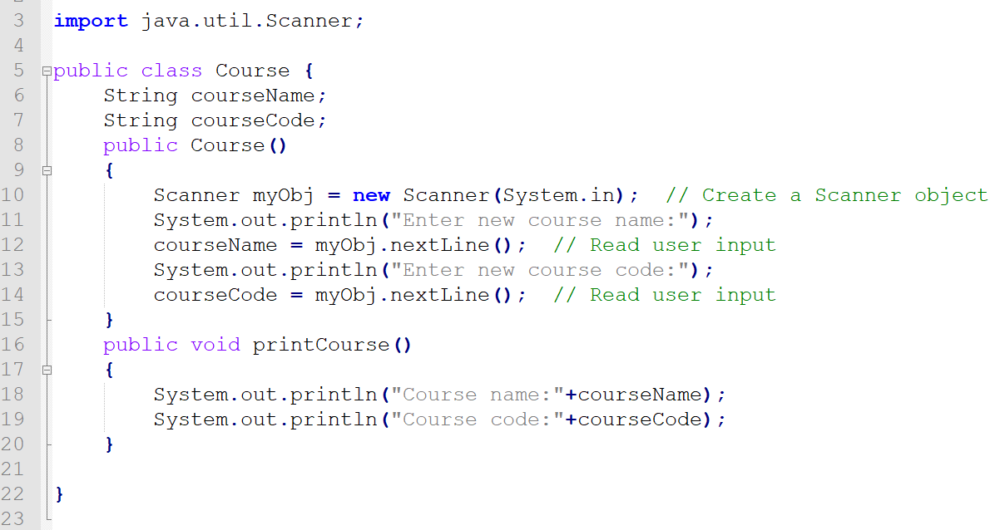 3 import java.util.Scanner;
4
5 public class Course {
6 String courseName;
7 String courseCode;
8 public Course()
9 {
10 Scanner myObj = new Scanner(System.in);  // Create a Scanner object
11 System.out.println("Enter new course name:");
12 courseName = myObj.nextLine();  // Read user input
13 System.out.println("Enter new course code:");
14 courseCode = myObj.nextLine();  // Read user input
15 }
16 public void printCourse()
17 {
18 System.out.println("Course name:"+courseName);
19 System.out.println("Course code:"+courseCode);
20 }
21
22 }
23